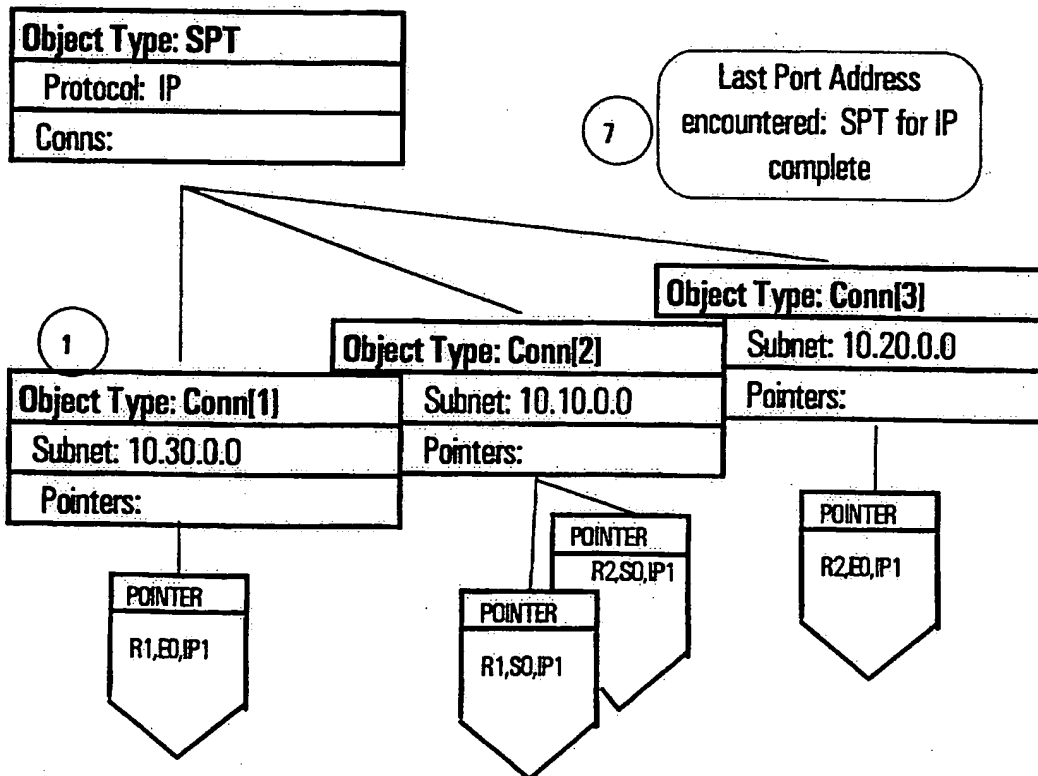 Object Type: SPT
Protocol: IP
Conns:
7
Last Port Address
encountered: SPT for IP
complete
Object Type: Conn[3]
Subnet: 10.20.0.0
Pointers:
1
Object Type: Conn[2]
Subnet: 10.10.0.0
Pointers:
Object Type: Conn[1]
Subnet: 10.30.0.0
Pointers:
POINTER
R1,E0,IP1
POINTER
R1,S0,IP1
POINTER
R2,S0,IP1
POINTER
R2,E0,IP1